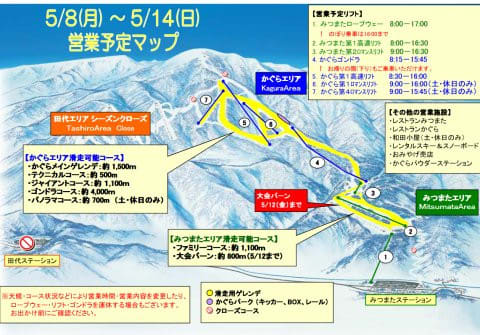 5/8(月) ～ 5/14(日)
営業予定マップ
【営業予定リフト】
1 みつまたロープウェー 8:00－17:00
！のぼり乗車は16:00まで
2 みつまた第1高速リフト 8:00－16:30
3 みつまた第2ロマンスリフト 8:00－16:30
4 かぐらゴンドラ 8:15－15:45
！お帰りの際（下り）もご乗車いただけます。
5 かぐら第1高速リフト 8:30－16:00
8 かぐら第1ロマンスリフト 9:00－16:00(土・休日のみ)
9 かぐら第4ロマンスリフト 9:00－15:45(土・休日のみ)
【その他の営業施設】
・レストランみつまた
・レストランかぐら
・和田小屋（土・休日のみ）
・レンタルスキー&スノーボード
・おみやげ売店
・かぐらパウダーステーション
かぐらエリア
KaguraArea
田代エリア シーズンクローズ
TashiroArea Close
【かぐらエリア滑走可能コース】
・かぐらメインゲレンデ：約 1,500m
・テクニカルコース：約 500m
・ジャイアントコース：約 1,100m
・ゴンドラコース：約 4,000m
・パノラマコース：約 700m （土・休日のみ）
大会バーン
5/12(金)まで
みつまたエリア
MitsumataArea
【みつまたエリア滑走可能コース】
・ファミリーコース：約 1,100m
・大会バーン：約 800m(5/12まで)
7
8
5
4
3
2
1
田代ステーション
みつまたステーション
※天候・コース状況などにより営業時間・営業内容を変更したり、
ロープウェー・リフト・ゴンドラを運休する場合もございます。
お出かけ前にご確認ください。
滑走用ゲレンデ
かぐらパーク（キッカー、BOX、レール）
クローズコース